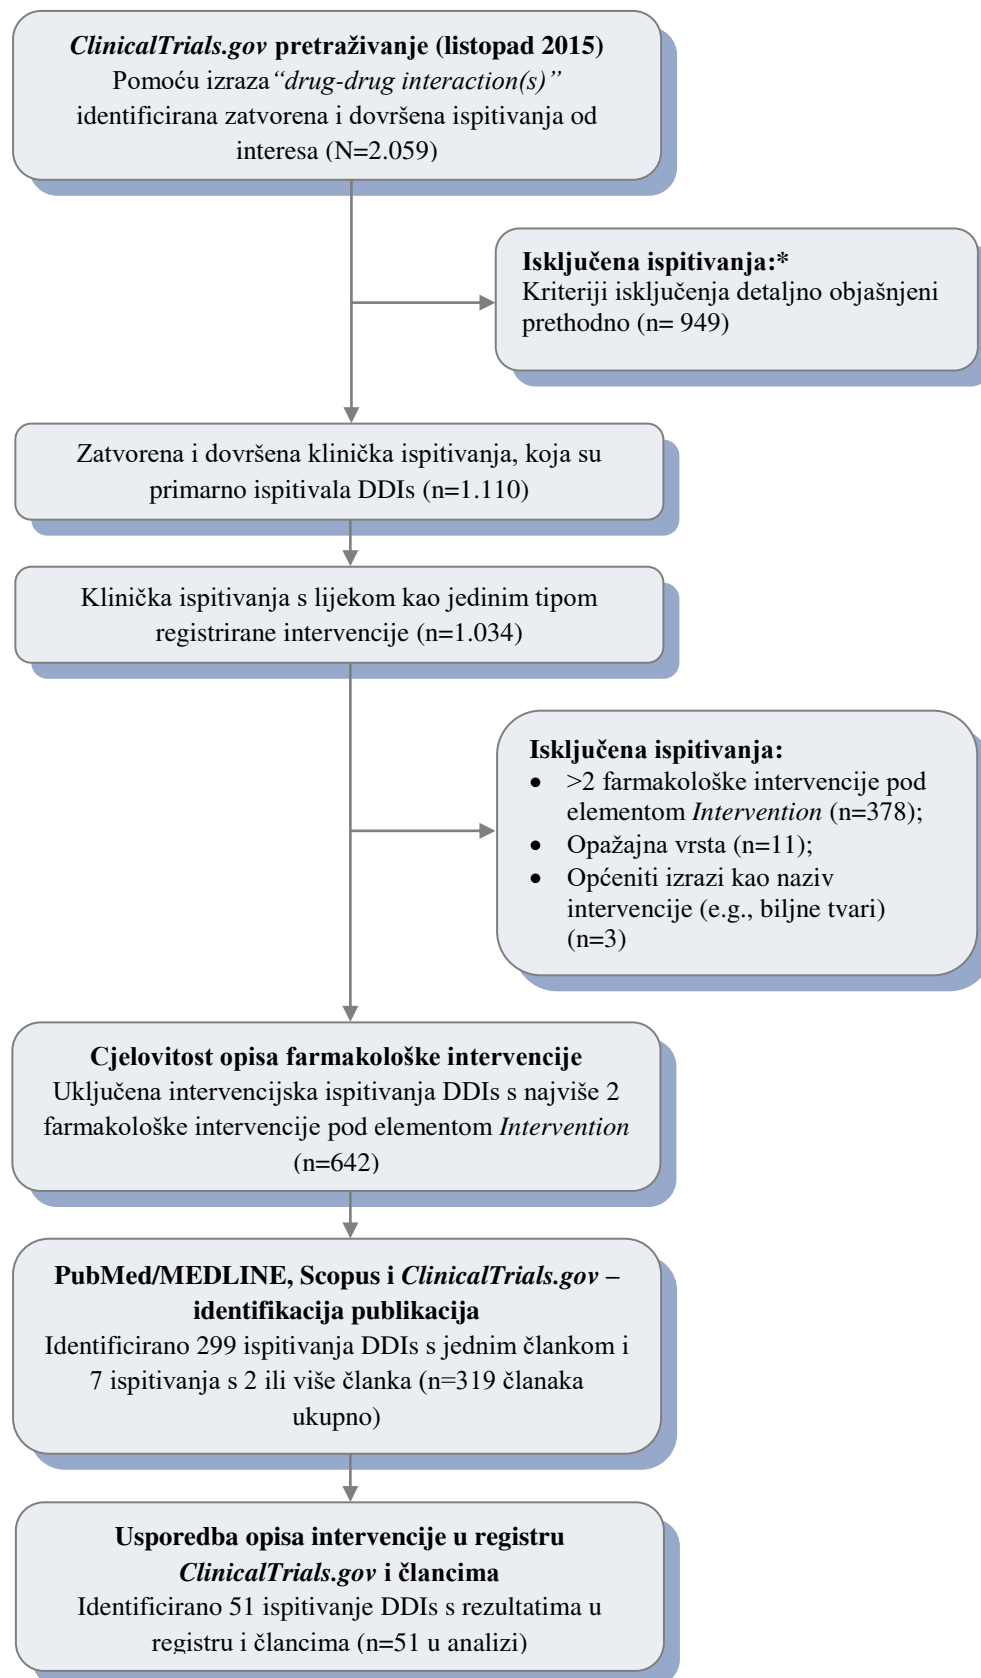 ClinicalTrials.gov pretraživanje (listopad 2015)
Pomoću izraza“drug-drug interaction(s)”
identificirana zatvorena i dovršena ispitivanja od
interesa (N=2.059)
Isključena ispitivanja:*
Kriteriji isključenja detaljno objašnjeni
prethodno (n= 949)
Zatvorena i dovršena klinička ispitivanja, koja su
primarno ispitivala DDIs (n=1.110)
Klinička ispitivanja s lijekom kao jedinim tipom
registrirane intervencije (n=1.034)
Isključena ispitivanja:
• >2 farmakološke intervencije pod
elementom Intervention (n=378);
• Opažajna vrsta (n=11);
• Općeniti izrazi kao naziv
intervencije (e.g., biljne tvari)
(n=3)
Cjelovitost opisa farmakološke intervencije
Uključena intervencijska ispitivanja DDIs s najviše 2
farmakološke intervencije pod elementom Intervention
(n=642)
PubMed/MEDLINE, Scopus i ClinicalTrials.gov –
identifikacija publikacija
Identificirano 299 ispitivanja DDIs s jednim člankom i
7 ispitivanja s 2 ili više članka (n=319 članaka
ukupno)
Usporedba opisa intervencije u registru
ClinicalTrials.gov i člancima
Identificirano 51 ispitivanje DDIs s rezultatima u
registru i člancima (n=51 u analizi)